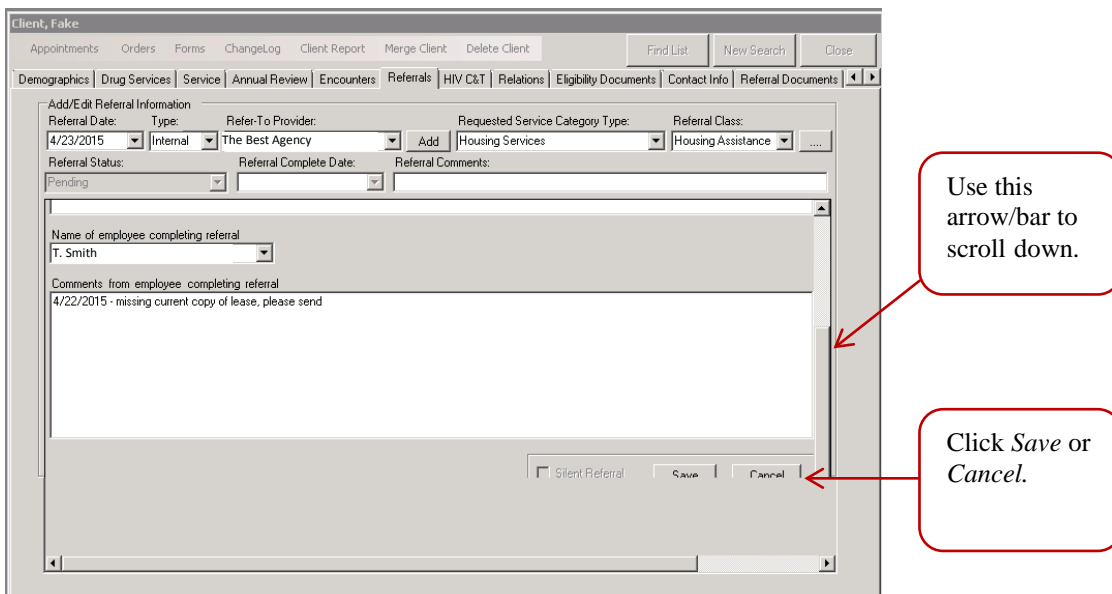 Client, Fake
Appointments Orders Forms ChangeLog Client Report Merge Client Delete Client Find List New Search Close
Demographics Drug Services Service Annual Review Encounters Referrals HIV C&T Relations Eligibility Documents Contact Info Referral Documents
Add/Edit Referral Information
Referral Date: Type: Refer-To Provider: Requested Service Category Type: Referral Class:
4/23/2015 Internal The Best Agency Add Housing Services Housing Assistance ....
Referral Status: Referral Complete Date: Referral Comments:
Pending
Name of employee completing referral
T. Smith
Comments from employee completing referral
4/22/2015 - missing current copy of lease, please send
Silent Referral Save Cancel
Use this
arrow/bar to
scroll down.
Click Save or
Cancel.